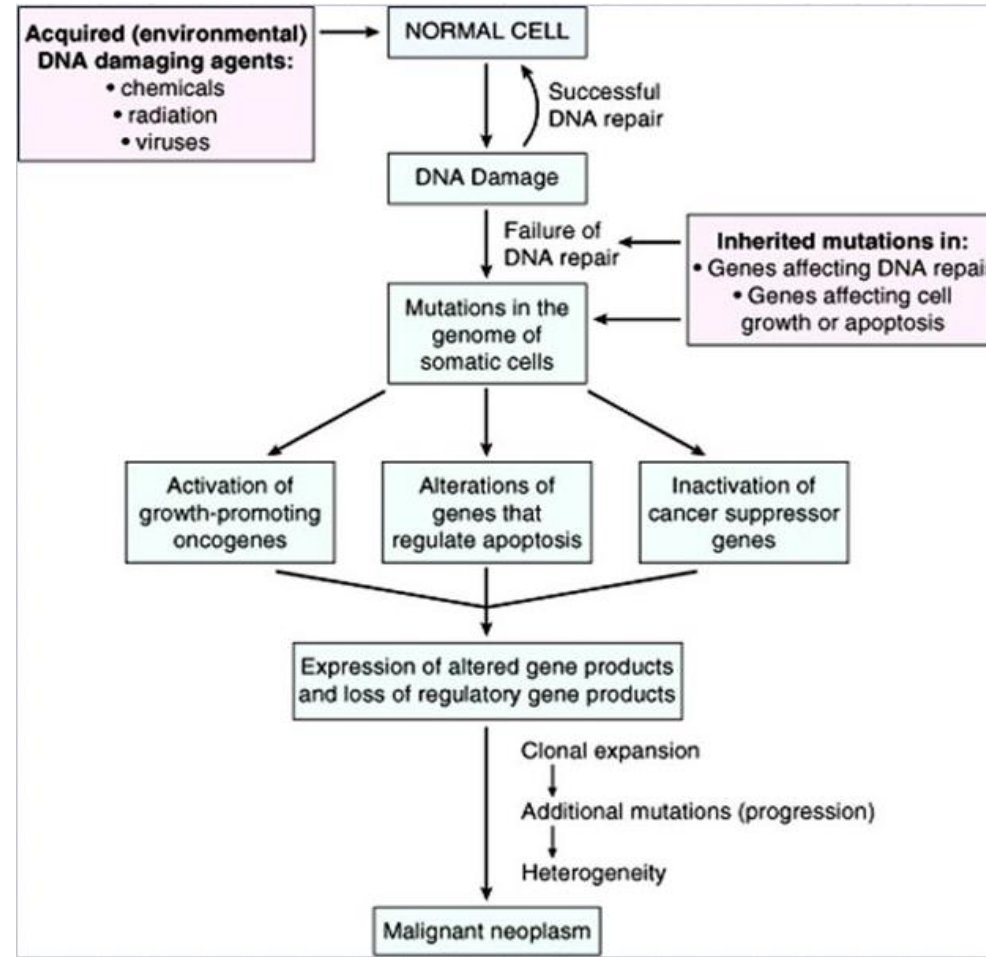 Acquired (environmental)
DNA damaging agents:
• chemicals
• radiation
• viruses
NORMAL CELL
Successful
DNA repair
DNA Damage
Failure of
DNA repair
Inherited mutations in:
• Genes affecting DNA repair
• Genes affecting cell
growth or apoptosis
Mutations in the
genome of
somatic cells
Activation of
growth-promoting
oncogenes
Alterations of
genes that
regulate apoptosis
Inactivation of
cancer suppressor
genes
Expression of altered gene products
and loss of regulatory gene products
Clonal expansion
Additional mutations (progression)
Heterogeneity
Malignant neoplasm